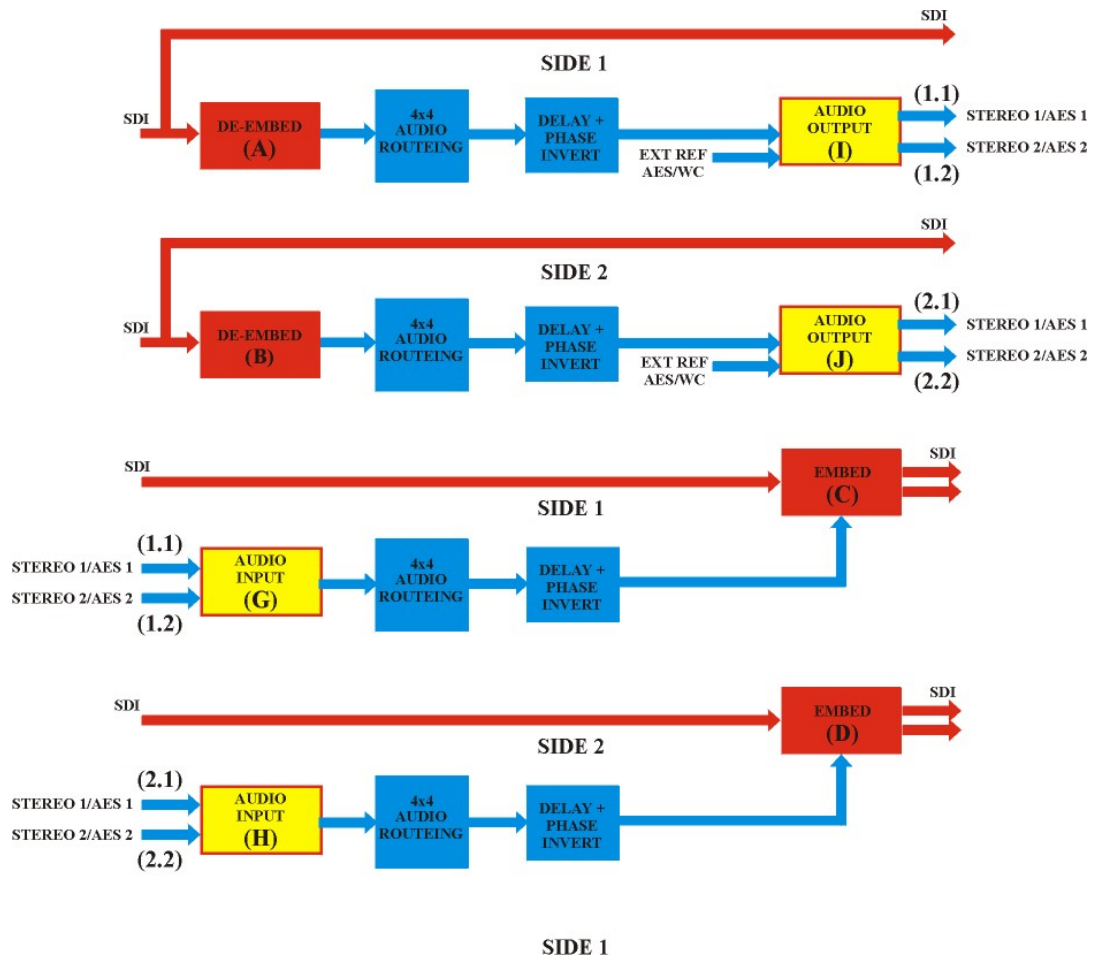 SDI
SIDE 1
SDI
DE-EMBED
(A)
4x4
AUDIO
ROUTEING
DELAY +
PHASE
INVERT
EXT REF
AES/WC
AUDIO
OUTPUT
(I)
(1.1)
STEREO 1/AES 1
STEREO 2/AES 2
(1.2)
SDI
SIDE 2
SDI
DE-EMBED
(B)
4x4
AUDIO
ROUTEING
DELAY +
PHASE
INVERT
EXT REF
AES/WC
AUDIO
OUTPUT
(J)
(2.1)
STEREO 1/AES 1
STEREO 2/AES 2
(2.2)
SDI
EMBED
(C)
SDI
SIDE 1
(1.1)
STEREO 1/AES 1
STEREO 2/AES 2
(1.2)
AUDIO
INPUT
(G)
4x4
AUDIO
ROUTEING
DELAY +
PHASE
INVERT
SDI
EMBED
(D)
SDI
SIDE 2
(2.1)
STEREO 1/AES 1
STEREO 2/AES 2
(2.2)
AUDIO
INPUT
(H)
4x4
AUDIO
ROUTEING
DELAY +
PHASE
INVERT
SIDE 1